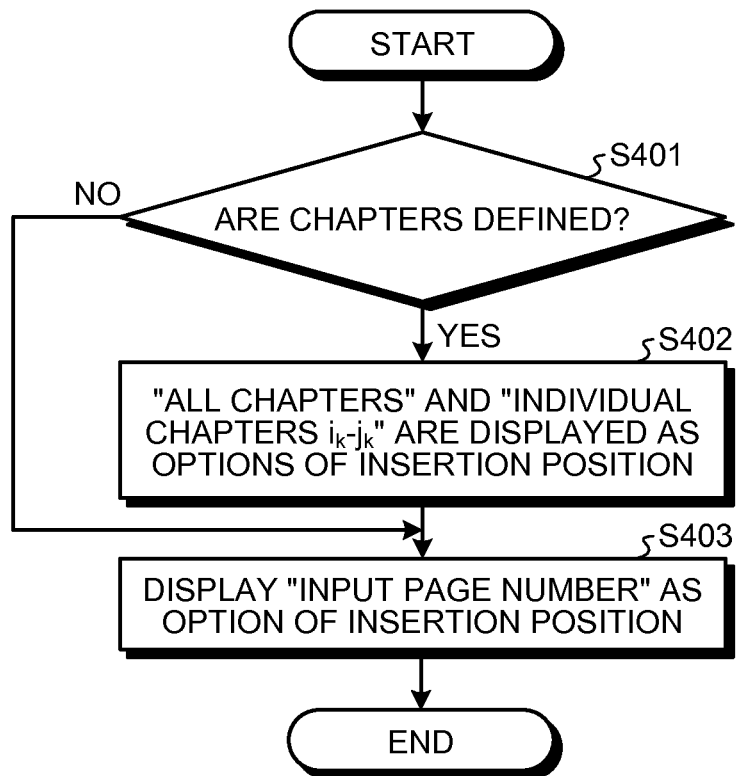 START
S401
NO
ARE CHAPTERS DEFINED?
YES
S402
"ALL CHAPTERS" AND "INDIVIDUAL
CHAPTERS iₖ-jₖ" ARE DISPLAYED AS
OPTIONS OF INSERTION POSITION
S403
DISPLAY "INPUT PAGE NUMBER" AS
OPTION OF INSERTION POSITION
END